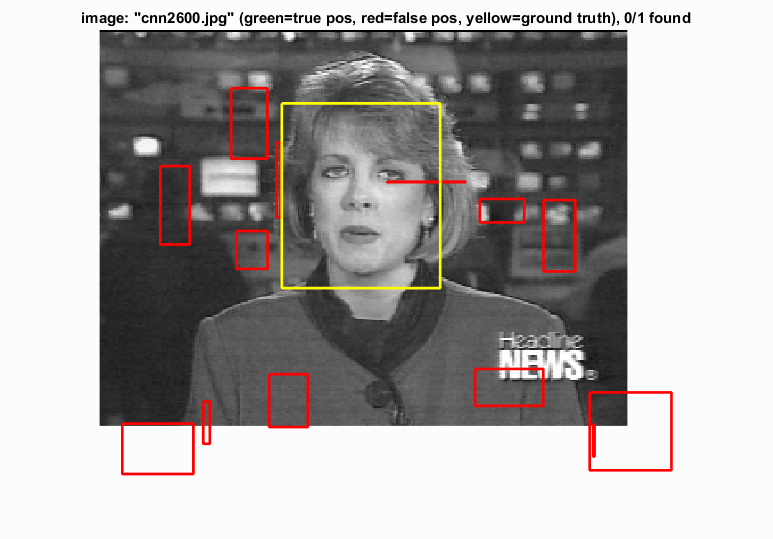 image: "cnn2600.jpg" (green=true pos, red=false pos, yellow=ground truth), 0/1 found
Headline
NEWS®